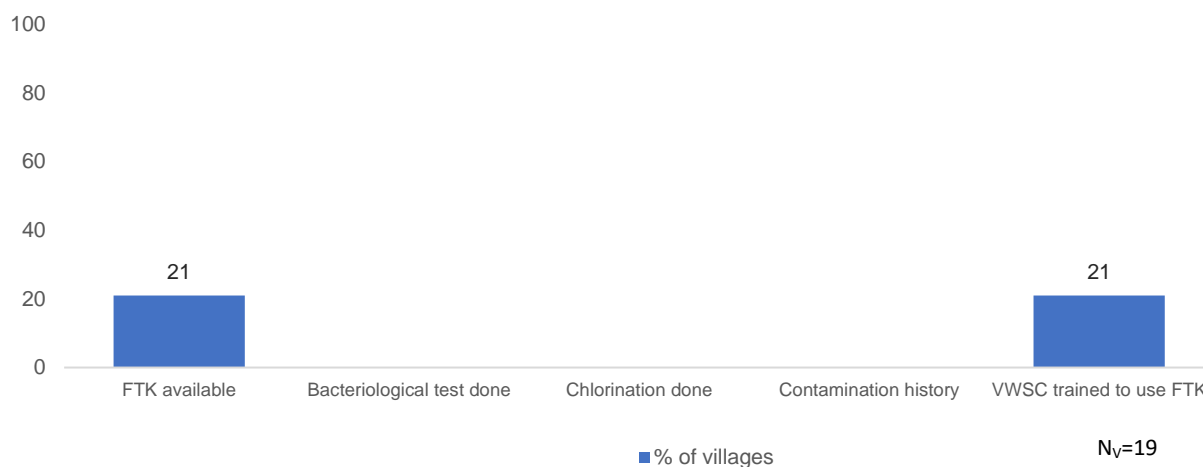 100
80
60
40
20
0
21
21
FTK available
Bacteriological test done
Chlorination done
Contamination history
VWSC trained to use FTK
% of villages
NV=19